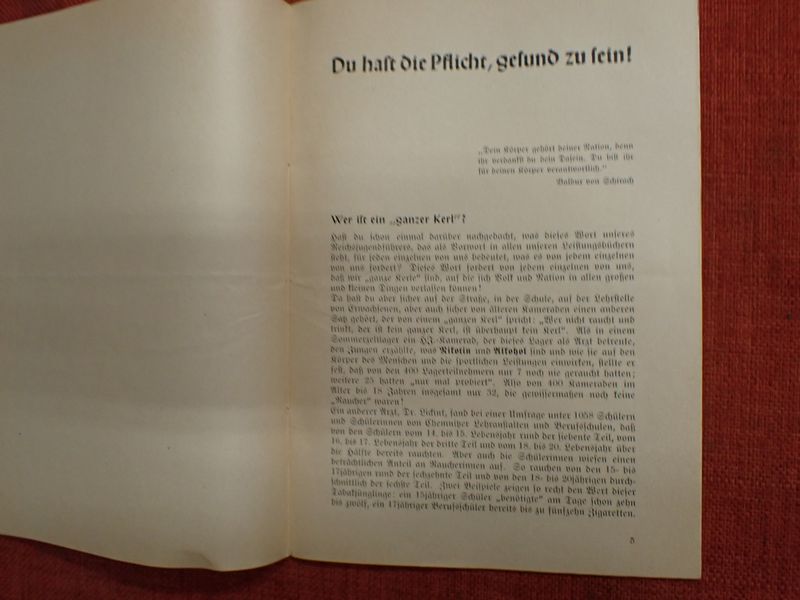 Du hast die Pflicht, gesund zu sein!
„Dein Körper gehört deiner Nation, denn
ihr verdankst du dein Dasein. Du bist ihr
für deinen Körper verantwortlich.“
Baldur von Schirach
Wer ist ein „ganzer Kerl“?
Hast du schon einmal darüber nachgedacht, was dieses Wort unseres
Reichsjugendführers, das als Vorwort in allen unseren Leistungsbüchern
steht, für jeden einzelnen von uns bedeutet, was es von jedem einzelnen
von uns fordert? Dieses Wort fordert von jedem einzelnen von uns,
daß wir „ganze Kerle“ sind, auf die sich Volk und Nation in allen großen
und kleinen Dingen verlassen können!
Da hast du aber sicher auf der Straße, in der Schule, auf der Lehrstelle
von Erwachsenen, aber auch sicher von älteren Kameraden einen anderen
Satz gehört, der von einem „ganzen Kerl“ spricht: „Wer nicht raucht und
trinkt, der ist kein ganzer Kerl, ist überhaupt kein Kerl“. Als in einem
Sommerzeltlager ein HJ.-Kamerad, der dieses Lager als Arzt betreute,
den Jungen erzählte, was Nikotin und Alkohol sind und wie sie auf den
Körper des Menschen und die sportlichen Leistungen einwirken, stellte er
fest, daß von den 400 Lagerteilnehmern nur 7 noch nie geraucht hatten;
weitere 25 hatten „nur mal probiert“. Also von 400 Kameraden im
Alter bis 18 Jahren insgesamt nur 32, die gewissermaßen noch keine
„Raucher“ waren!
Ein anderer Arzt, Dr. Lickint, fand bei einer Umfrage unter 1058 Schülern
und Schülerinnen von Chemnitzer Lehranstalten und Berufsschulen, daß
von den Schülern vom 14. bis 15. Lebensjahr rund der siebente Teil, vom
16. bis 17. Lebensjahr der dritte Teil und vom 18. bis 20. Lebensjahr über
die Hälfte bereits rauchten. Aber auch die Schülerinnen wiesen einen
beträchtlichen Anteil an Raucherinnen auf. So rauchen von den 15- bis
17jährigen rund der sechzehnte Teil und von den 18- bis 20jährigen durch-
schnittlich der sechste Teil. Zwei Beispiele zeigen so recht den Wert dieser
Tabakjünglinge: ein 15jähriger Schüler „benötigte“ am Tage schon zehn
bis zwölf, ein 17jähriger Berufsschüler bereits bis zu fünfzehn Zigaretten.
5